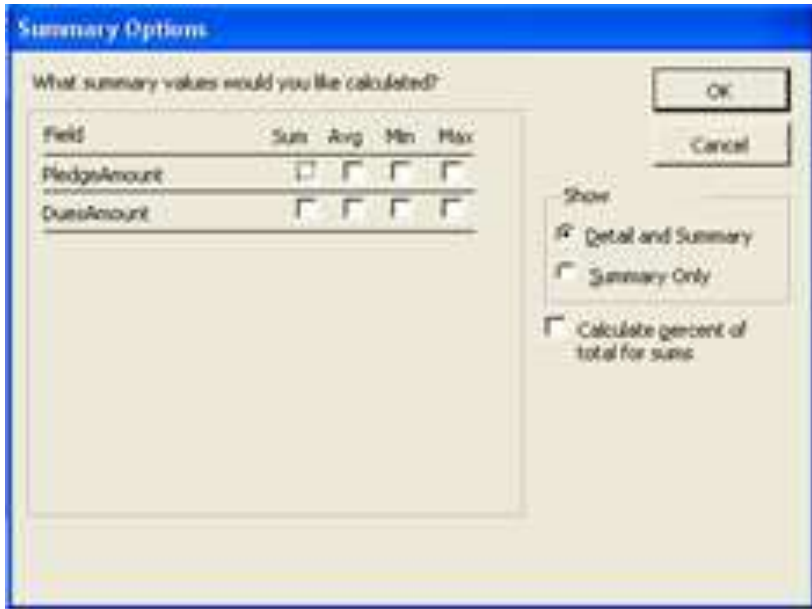 Summary Options
What summary values would you like calculated?
OK
Cancel
Field Sum Avg Min Max
PledgeAmount
DuesAmount
Show
Detail and Summary
Summary Only
Calculate percent of
total for sums